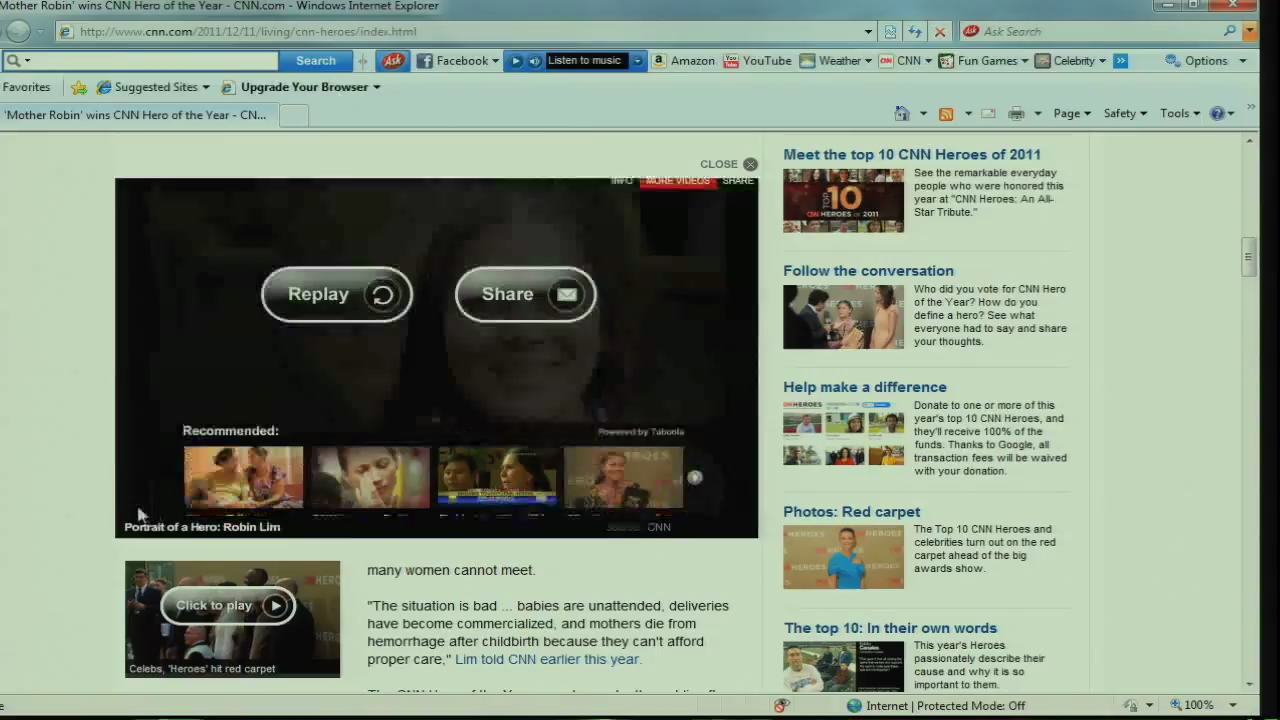 Mother Robin' wins CNN Hero of the Year - CNN.com - Windows Internet Explorer
http://www.cnn.com/2011/12/11/living/cnn-heroes/index.html
Ask Search
Search
Ask
Facebook
Listen to music
Amazon
YouTube
Weather
CNN
Fun Games
Celebrity
Options
Favorites
Suggested Sites
Upgrade Your Browser
'Mother Robin' wins CNN Hero of the Year - CN...
Page
Safety
Tools
CLOSE
INFO
MORE VIDEOS
SHARE
Replay
Share
Recommended:
Powered by Taboola
Portrait of a Hero: Robin Lim
CNN
Click to play
Celebs, 'Heroes' hit red carpet
many women cannot meet.
"The situation is bad ... babies are unattended, deliveries
have become commercialized, and mothers die from
hemorrhage after childbirth because they can't afford
proper care," Lim told CNN earlier this year.
Meet the top 10 CNN Heroes of 2011
TOP 10
CNN HEROES OF 2011
See the remarkable everyday
people who were honored this
year at "CNN Heroes: An All-
Star Tribute."
Follow the conversation
Who did you vote for CNN Hero
of the Year? How do you
define a hero? See what
everyone had to say and share
your thoughts.
Help make a difference
Donate to one or more of this
year's top 10 CNN Heroes, and
they'll receive 100% of the
funds. Thanks to Google, all
transaction fees will be waived
with your donation.
Photos: Red carpet
The Top 10 CNN Heroes and
celebrities turn out on the red
carpet ahead of the big
awards show.
The top 10: In their own words
This year's Heroes
passionately describe their
cause and why it is so
important to them.
Internet | Protected Mode: Off
100%